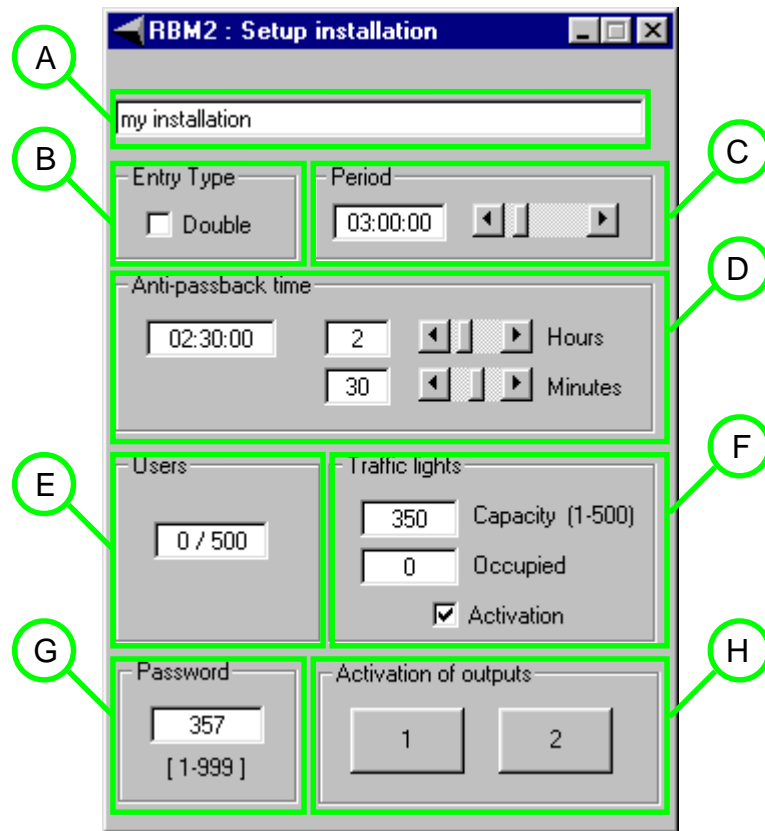 RBM2 : Setup installation
A
my installation
B
C
Entry Type
Period
Double
03:00:00
D
Anti-passback time
02:30:00
2
Hours
30
Minutes
E
F
Users
Traffic lights
0 / 500
350
Capacity (1-500)
0
Occupied
Activation
G
H
Password
Activation of outputs
357
[ 1-999 ]
1
2